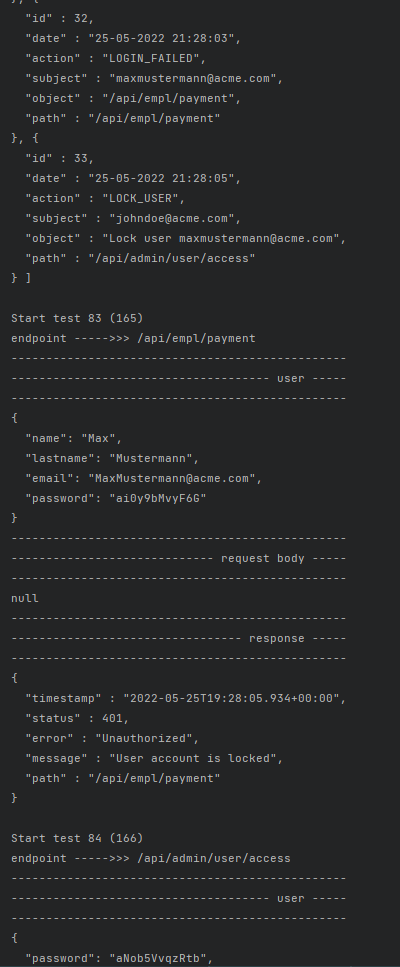 }, {
"id" : 32,
"date" : "25-05-2022 21:28:03",
"action" : "LOGIN_FAILED",
"subject" : "maxmustermann@acme.com",
"object" : "/api/empl/payment",
"path" : "/api/empl/payment"
}, {
"id" : 33,
"date" : "25-05-2022 21:28:05",
"action" : "LOCK_USER",
"subject" : "johndoe@acme.com",
"object" : "Lock user maxmustermann@acme.com",
"path" : "/api/admin/user/access"
} ]
Start test 83 (165)
endpoint ----->>> /api/empl/payment
------------------------------------------------
------------------------------------- user -----
------------------------------------------------
{
"name": "Max",
"lastname": "Mustermann",
"email": "MaxMustermann@acme.com",
"password": "ai0y9bMvyF6G"
}
------------------------------------------------
----------------------------- request body -----
------------------------------------------------
null
------------------------------------------------
--------------------------------- response -----
------------------------------------------------
{
"timestamp" : "2022-05-25T19:28:05.934+00:00",
"status" : 401,
"error" : "Unauthorized",
"message" : "User account is locked",
"path" : "/api/empl/payment"
}
Start test 84 (166)
endpoint ----->>> /api/admin/user/access
------------------------------------------------
------------------------------------- user -----
------------------------------------------------
{
"password": "aNob5VvqzRtb",